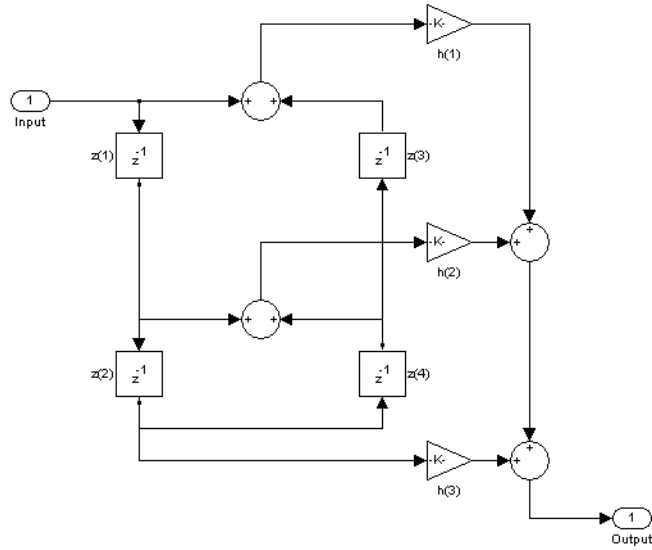 -K-
h(1)
1
Input
+ +
z(1)
z-1
z-1
z(3)
+
-K-
+
h(2)
+ +
z(2)
z-1
z-1
z(4)
+
-K-
+
h(3)
1
Output